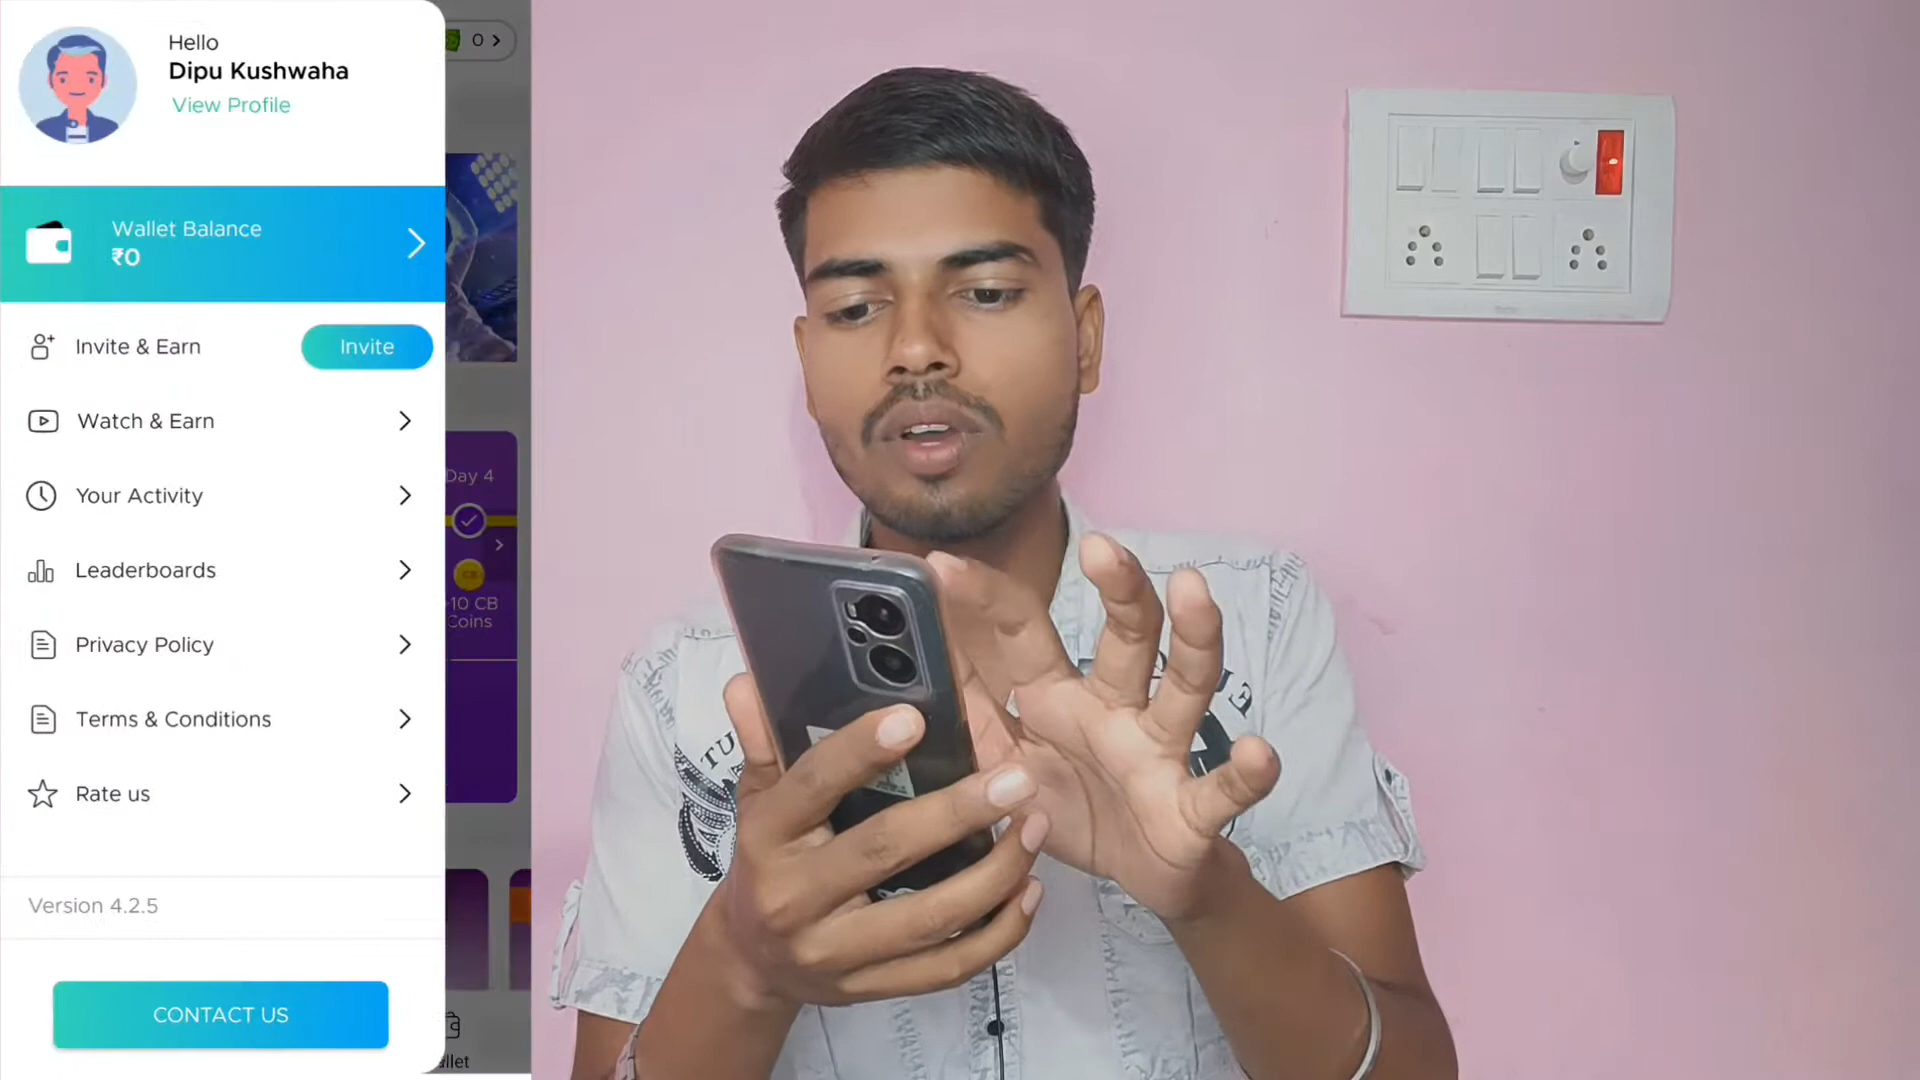 Hello
Dipu Kushwaha
View Profile
0
Wallet Balance
₹0
Invite & Earn
Invite
Watch & Earn
Your Activity
Leaderboards
Privacy Policy
Terms & Conditions
Rate us
Version 4.2.5
CONTACT US
Day 4
10 CB
Coins
TU